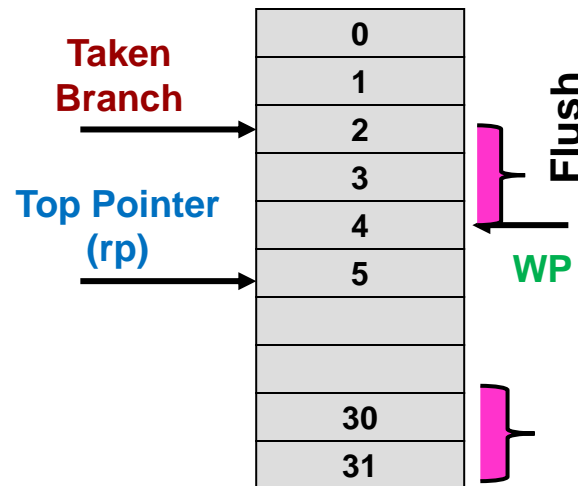 Taken
Branch
Top Pointer
(rp)
0
1
2
3
4
5
30
31
Flush
WP